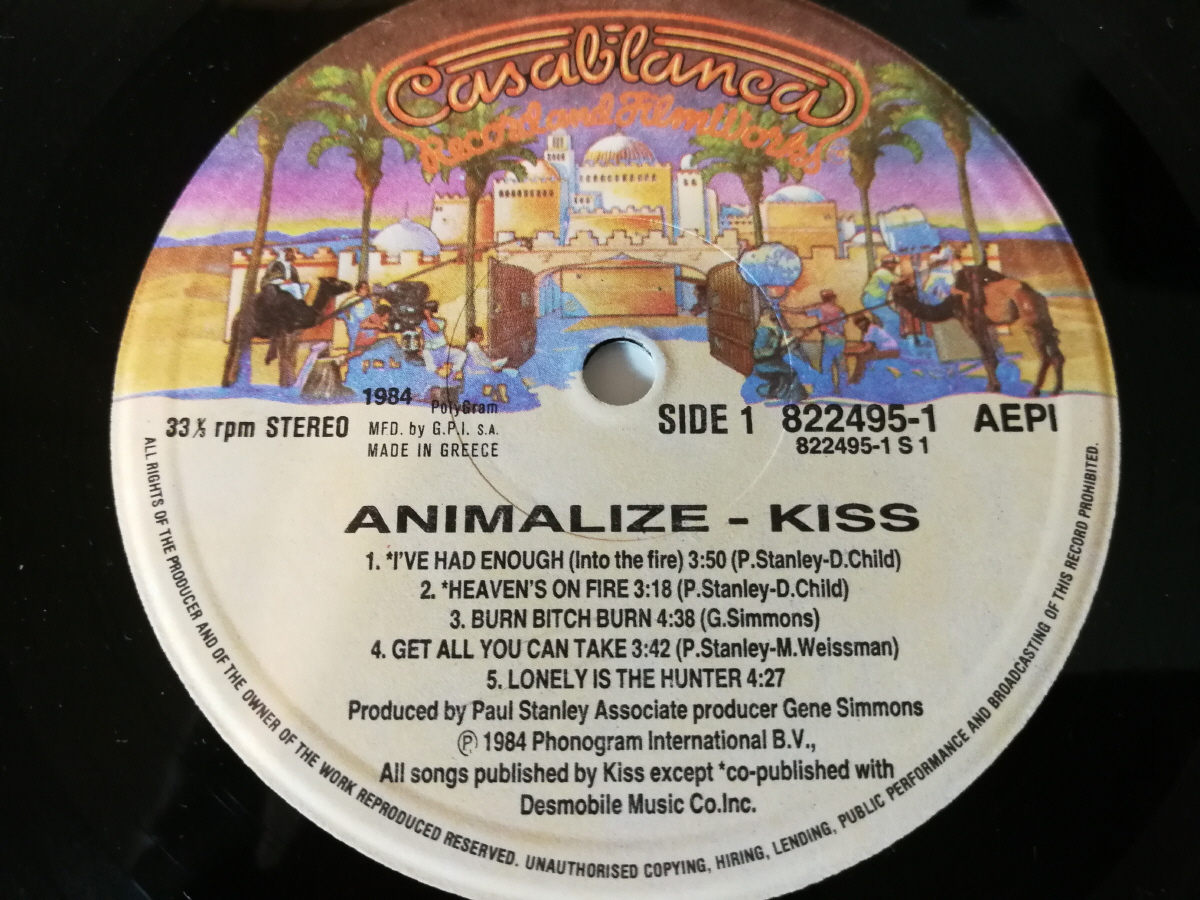 Casablanca
Record and FilmWorks
1984
PolyGram
33⅓ rpm STEREO
MFD. by G.P.I. S.A.
MADE IN GREECE
SIDE 1 822495-1 AEPI
822495-1 S 1
ANIMALIZE - KISS
1. *I'VE HAD ENOUGH (Into the fire) 3:50 (P.Stanley-D.Child)
2. *HEAVEN'S ON FIRE 3:18 (P.Stanley-D.Child)
3. BURN BITCH BURN 4:38 (G.Simmons)
4. GET ALL YOU CAN TAKE 3:42 (P.Stanley-M.Weissman)
5. LONELY IS THE HUNTER 4:27
Produced by Paul Stanley Associate producer Gene Simmons
Ⓟ 1984 Phonogram International B.V.,
All songs published by Kiss except *co-published with
Desmobile Music Co.Inc.
ALL RIGHTS OF THE PRODUCER AND OF THE OWNER OF THE WORK REPRODUCED RESERVED. UNAUTHORISED COPYING, HIRING, LENDING, PUBLIC PERFORMANCE AND BROADCASTING OF THIS RECORD PROHIBITED.